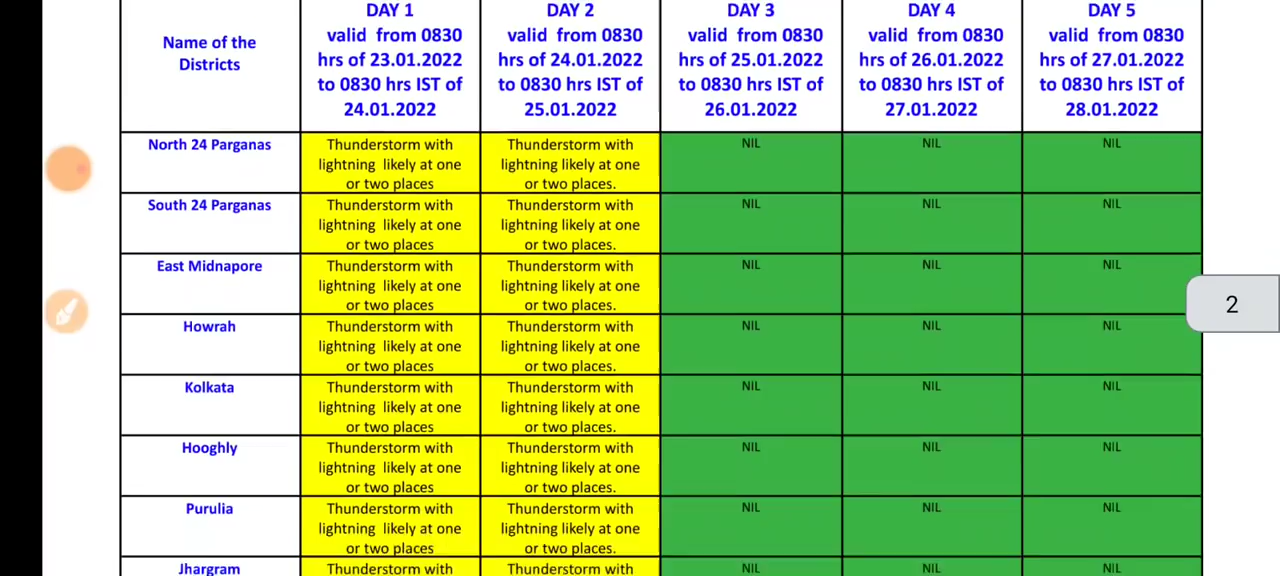 Name of the
Districts
DAY 1
valid from 0830
hrs of 23.01.2022
to 0830 hrs IST of
24.01.2022
DAY 2
valid from 0830
hrs of 24.01.2022
to 0830 hrs IST of
25.01.2022
DAY 3
valid from 0830
hrs of 25.01.2022
to 0830 hrs IST of
26.01.2022
DAY 4
valid from 0830
hrs of 26.01.2022
to 0830 hrs IST of
27.01.2022
DAY 5
valid from 0830
hrs of 27.01.2022
to 0830 hrs IST of
28.01.2022
North 24 Parganas
Thunderstorm with
lightning likely at one
or two places
Thunderstorm with
lightning likely at one
or two places.
NIL
NIL
NIL
South 24 Parganas
Thunderstorm with
lightning likely at one
or two places
Thunderstorm with
lightning likely at one
or two places.
NIL
NIL
NIL
East Midnapore
Thunderstorm with
lightning likely at one
or two places
Thunderstorm with
lightning likely at one
or two places.
NIL
NIL
NIL
2
Howrah
Thunderstorm with
lightning likely at one
or two places
Thunderstorm with
lightning likely at one
or two places.
NIL
NIL
NIL
Kolkata
Thunderstorm with
lightning likely at one
or two places
Thunderstorm with
lightning likely at one
or two places.
NIL
NIL
NIL
Hooghly
Thunderstorm with
lightning likely at one
or two places
Thunderstorm with
lightning likely at one
or two places.
NIL
NIL
NIL
Purulia
Thunderstorm with
lightning likely at one
or two places
Thunderstorm with
lightning likely at one
or two places.
NIL
NIL
NIL
Jhargram
Thunderstorm with
Thunderstorm with
NIL
NIL
NIL